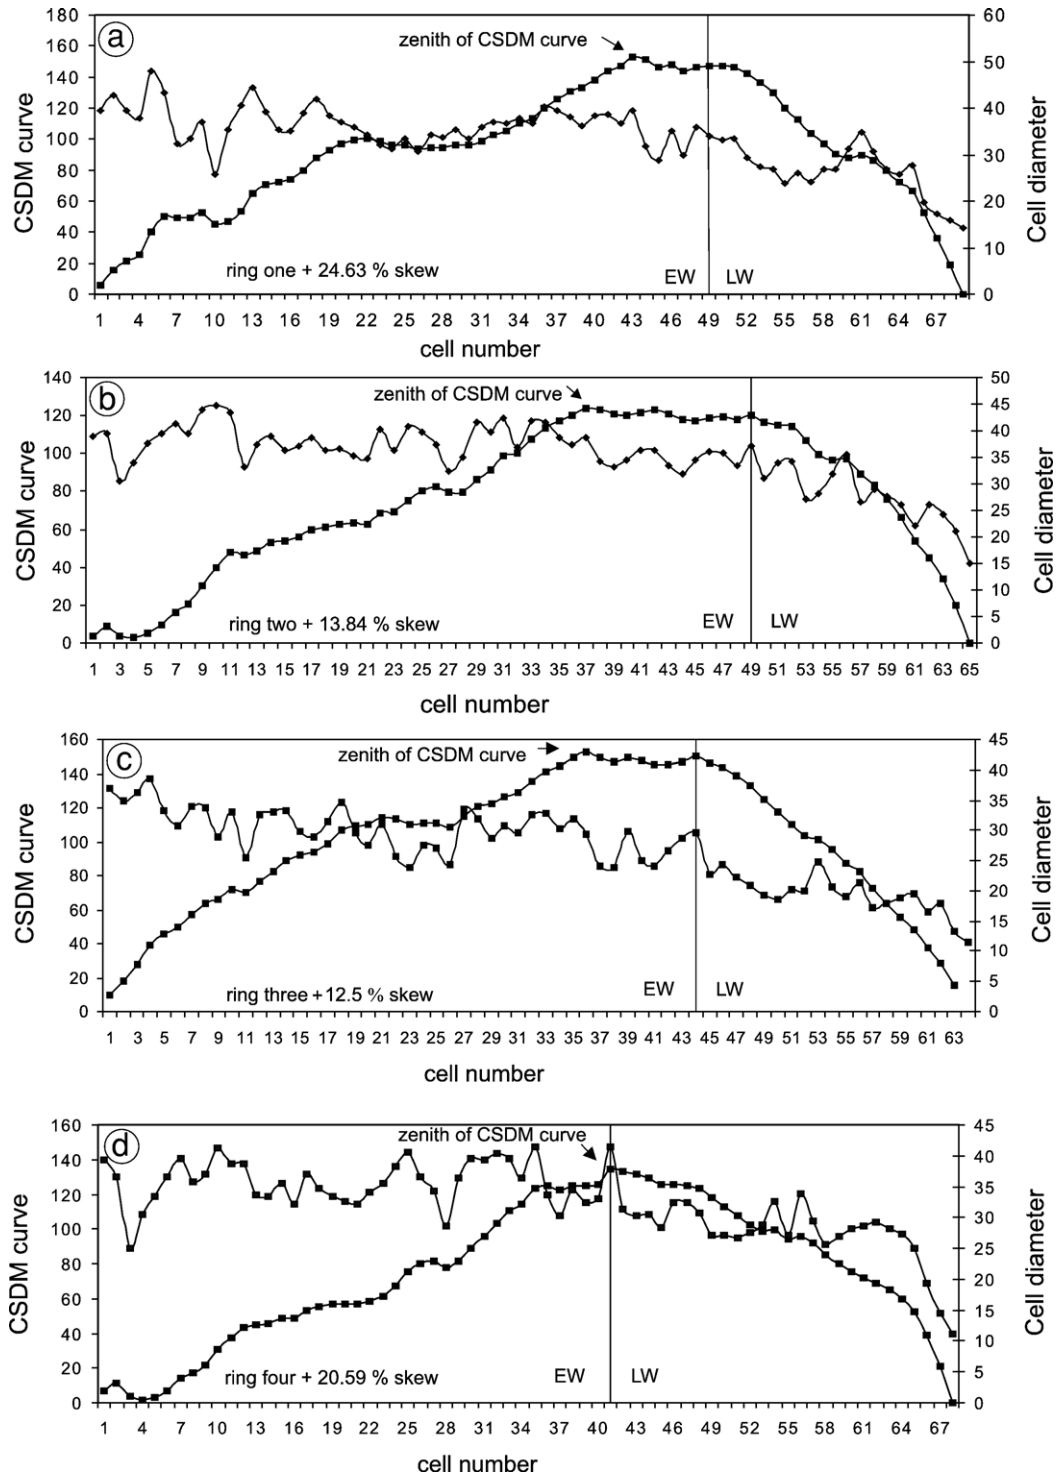 a
zenith of CSDM curve
CSDM curve
Cell diameter
180
160
140
120
100
80
60
40
20
0
60
50
40
30
20
10
0
ring one + 24.63 % skew
EW LW
1 4 7 10 13 16 19 22 25 28 31 34 37 40 43 46 49 52 55 58 61 64 67
cell number
b
zenith of CSDM curve
CSDM curve
Cell diameter
140
120
100
80
60
40
20
0
50
45
40
35
30
25
20
15
10
5
0
ring two + 13.84 % skew
EW LW
1 3 5 7 9 11 13 15 17 19 21 23 25 27 29 31 33 35 37 39 41 43 45 47 49 51 53 55 57 59 61 63 65
cell number
c
zenith of CSDM curve
CSDM curve
Cell diameter
160
140
120
100
80
60
40
20
0
45
40
35
30
25
20
15
10
5
0
ring three + 12.5 % skew
EW LW
1 3 5 7 9 11 13 15 17 19 21 23 25 27 29 31 33 35 37 39 41 43 45 47 49 51 53 55 57 59 61 63
cell number
d
zenith of CSDM curve
CSDM curve
Cell diameter
160
140
120
100
80
60
40
20
0
45
40
35
30
25
20
15
10
5
0
ring four + 20.59 % skew
EW LW
1 4 7 10 13 16 19 22 25 28 31 34 37 40 43 46 49 52 55 58 61 64 67
cell number